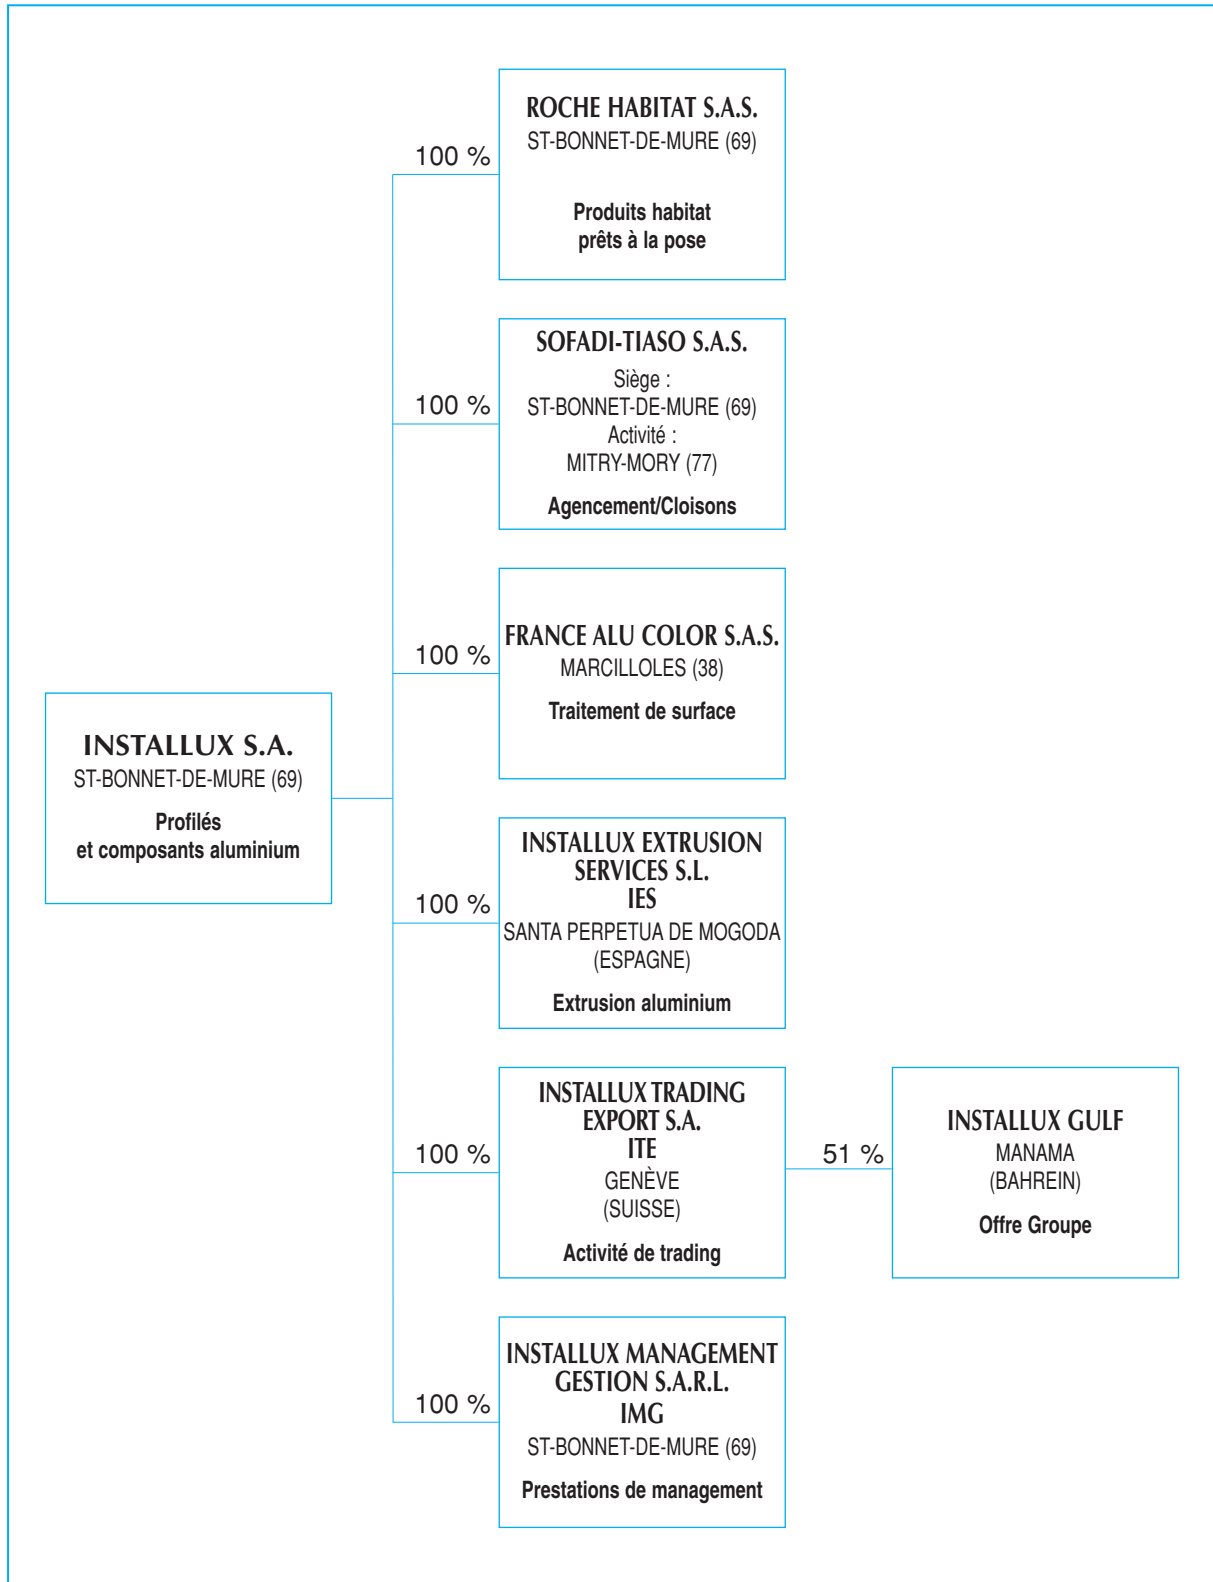 ROCHE HABITAT S.A.S.
ST-BONNET-DE-MURE (69)
100 %
Produits habitat
prêts à la pose
SOFADI-TIASO S.A.S.
Siège :
ST-BONNET-DE-MURE (69)
100 %
Activité :
MITRY-MORY (77)
Agencement/Cloisons
FRANCE ALU COLOR S.A.S.
100 %
MARCILLOLES (38)
Traitement de surface
INSTALLUX S.A.
ST-BONNET-DE-MURE (69)
Profilés
et composants aluminium
INSTALLUX EXTRUSION
SERVICES S.L.
IES
100 %
SANTA PERPETUA DE MOGODA
(ESPAGNE)
Extrusion aluminium
INSTALLUX TRADING
EXPORT S.A.
ITE
100 %
GENÈVE
(SUISSE)
Activité de trading
51 %
INSTALLUX GULF
MANAMA
(BAHREIN)
Offre Groupe
INSTALLUX MANAGEMENT
GESTION S.A.R.L.
IMG
100 %
ST-BONNET-DE-MURE (69)
Prestations de management